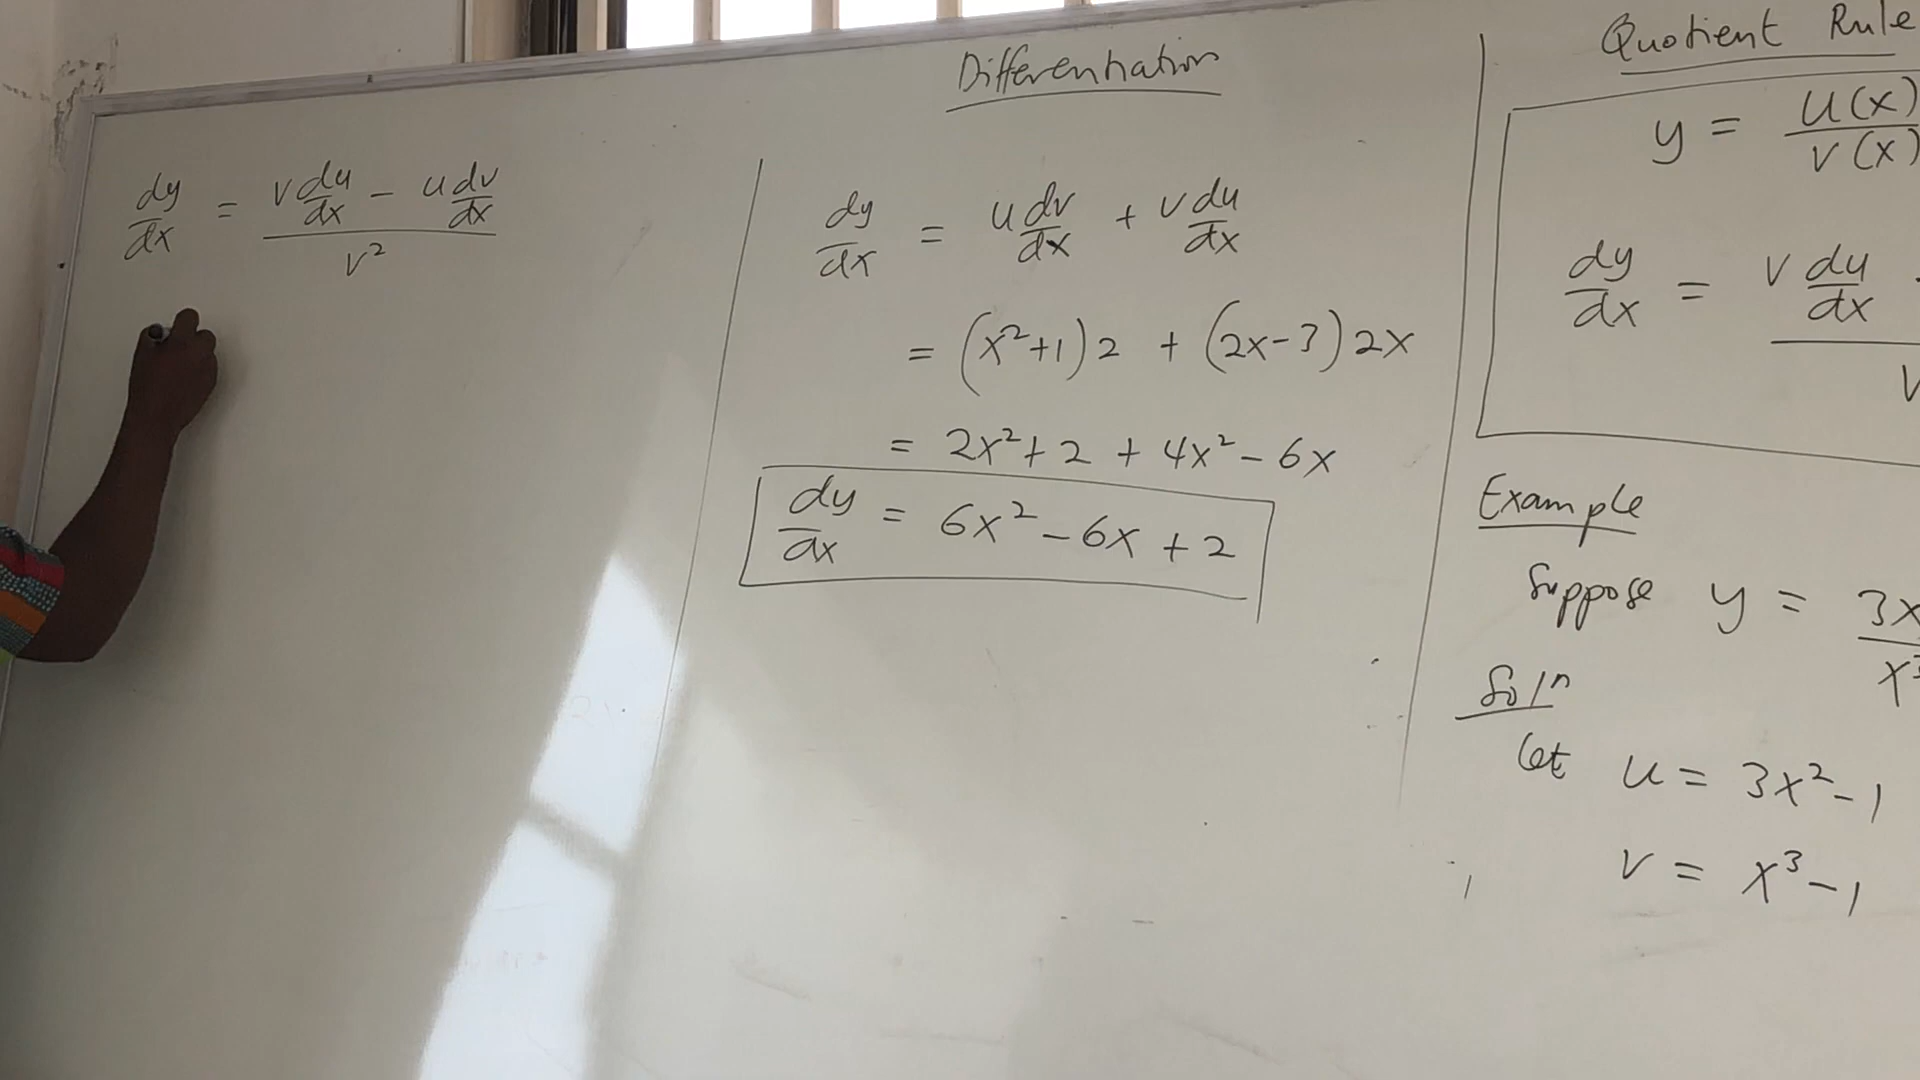 Differentiation
dy/dx = (v du/dx - u dv/dx) / v²
dy/dx = u dv/dx + v du/dx
= (x²+1)2 + (2x-3)2x
= 2x²+2 + 4x²-6x
dy/dx = 6x²-6x+2
Quotient Rule
y = u(x)/v(x)
dy/dx = v du/dx
v
Example
Suppose y = 3x / x³
Soln
let u = 3x²-1
v = x³-1